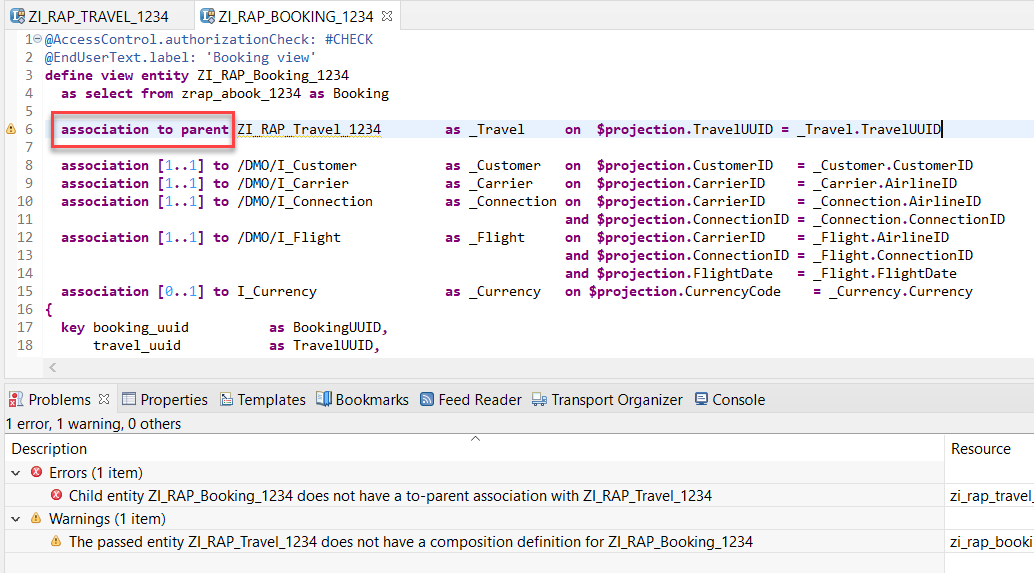 ZI_RAP_TRAVEL_1234 ZI_RAP_BOOKING_1234
1 @AccessControl.authorizationCheck: #CHECK
2 @EndUserText.label: 'Booking view'
3 define view entity ZI_RAP_Booking_1234
4 as select from zrap_abook_1234 as Booking
5
6 association to parent ZI_RAP_Travel_1234 as _Travel on $projection.TravelUUID = _Travel.TravelUUID
7
8 association [1..1] to /DMO/I_Customer as _Customer on $projection.CustomerID = _Customer.CustomerID
9 association [1..1] to /DMO/I_Carrier as _Carrier on $projection.CarrierID = _Carrier.AirlineID
10 association [1..1] to /DMO/I_Connection as _Connection on $projection.CarrierID = _Connection.AirlineID
11 and $projection.ConnectionID = _Connection.ConnectionID
12 association [1..1] to /DMO/I_Flight as _Flight on $projection.CarrierID = _Flight.AirlineID
13 and $projection.ConnectionID = _Flight.ConnectionID
14 and $projection.FlightDate = _Flight.FlightDate
15 association [0..1] to I_Currency as _Currency on $projection.CurrencyCode = _Currency.Currency
16 {
17 key booking_uuid as BookingUUID,
18 travel_uuid as TravelUUID,
Problems Properties Templates Bookmarks Feed Reader Transport Organizer Console
1 error, 1 warning, 0 others
Description Resource
Errors (1 item)
Child entity ZI_RAP_Booking_1234 does not have a to-parent association with ZI_RAP_Travel_1234 zi_rap_travel_
Warnings (1 item)
The passed entity ZI_RAP_Travel_1234 does not have a composition definition for ZI_RAP_Booking_1234 zi_rap_booki